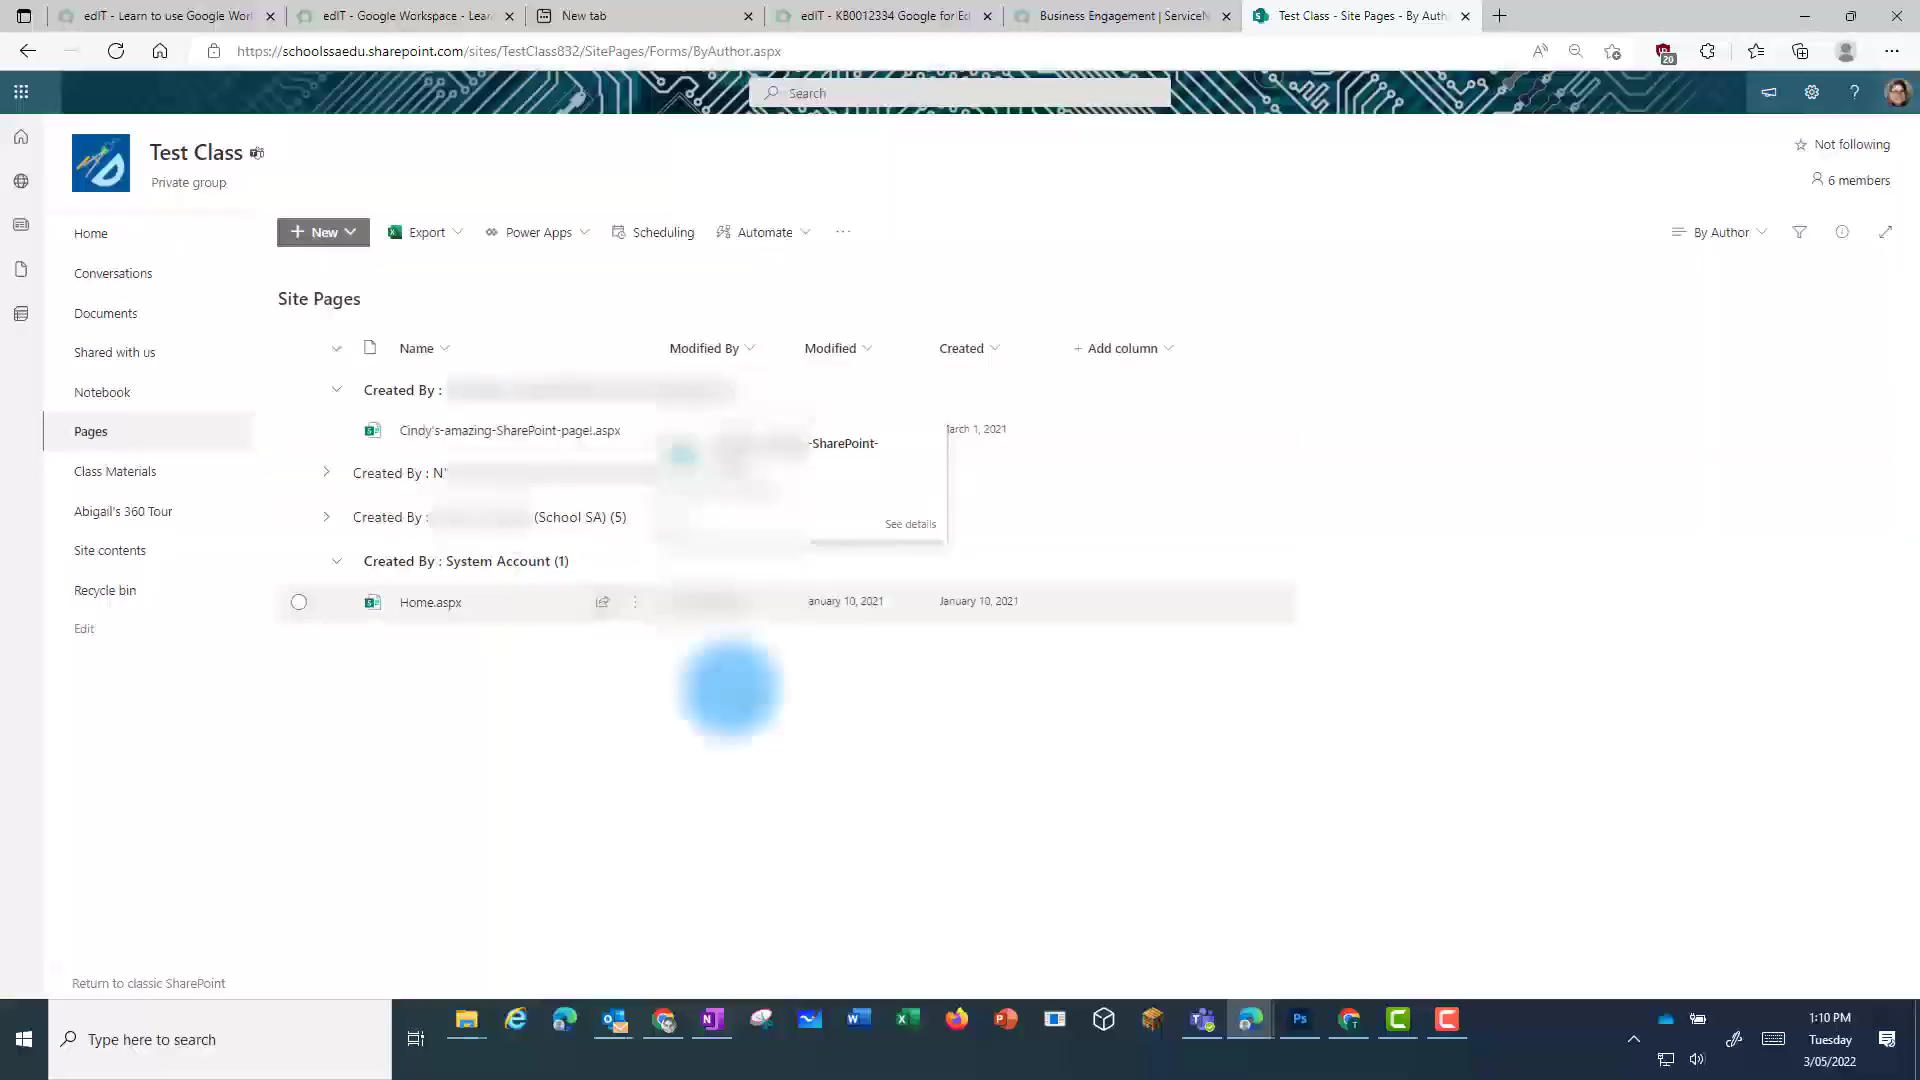 edIT - Learn to use Google Wor
edIT - Google Workspace - Lear
New tab
edIT - KB0012334 Google for Ed
Business Engagement | ServiceN
Test Class - Site Pages - By Auth
https://schoolssaedu.sharepoint.com/sites/TestClass832/SitePages/Forms/ByAuthor.aspx
20
Search
Test Class
Private group
Not following
6 members
Home
Conversations
Documents
Shared with us
Notebook
Pages
Class Materials
Abigail's 360 Tour
Site contents
Recycle bin
Edit
Return to classic SharePoint
New
Export
Power Apps
Scheduling
Automate
By Author
Site Pages
Name
Modified By
Modified
Created
Add column
Created By :
Cindy's-amazing-SharePoint-page!.aspx
arch 1, 2021
-SharePoint-
Created By : N
See details
Created By : (School SA) (5)
Created By : System Account (1)
Home.aspx
anuary 10, 2021
January 10, 2021
Type here to search
1:10 PM
Tuesday
3/05/2022